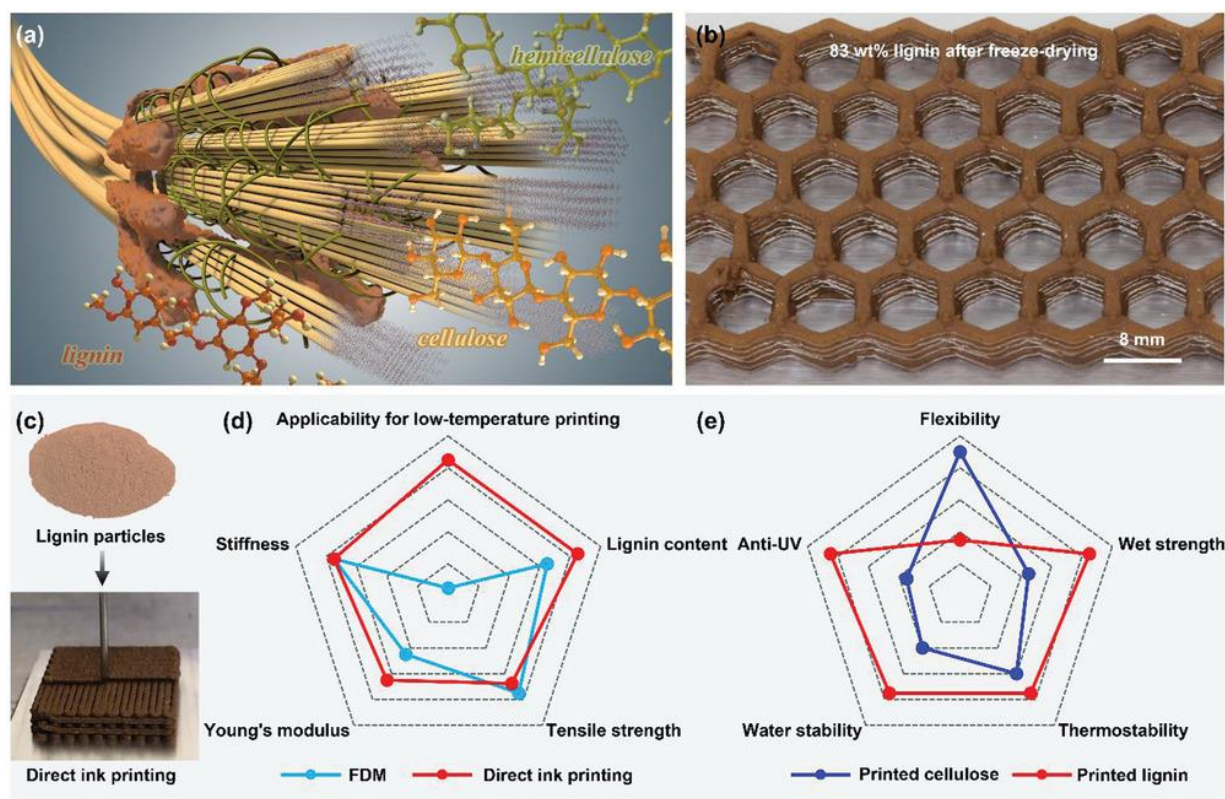 (a)
hemicellulose
cellulose
lignin
(b)
83 wt% lignin after freeze-drying
8 mm
(c)
Lignin particles
Direct ink printing
(d)
Applicability for low-temperature printing
Stiffness
Lignin content
Young's modulus
Tensile strength
FDM
Direct ink printing
(e)
Flexibility
Anti-UV
Wet strength
Water stability
Thermostability
Printed cellulose
Printed lignin